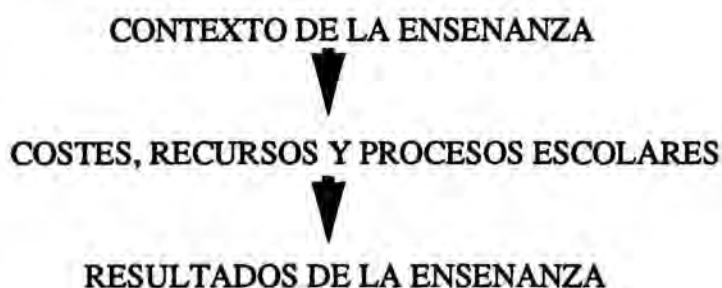 CONTEXTO DE LA ENSENANZA
COSTES, RECURSOS Y PROCESOS ESCOLARES
RESULTADOS DE LA ENSENANZA